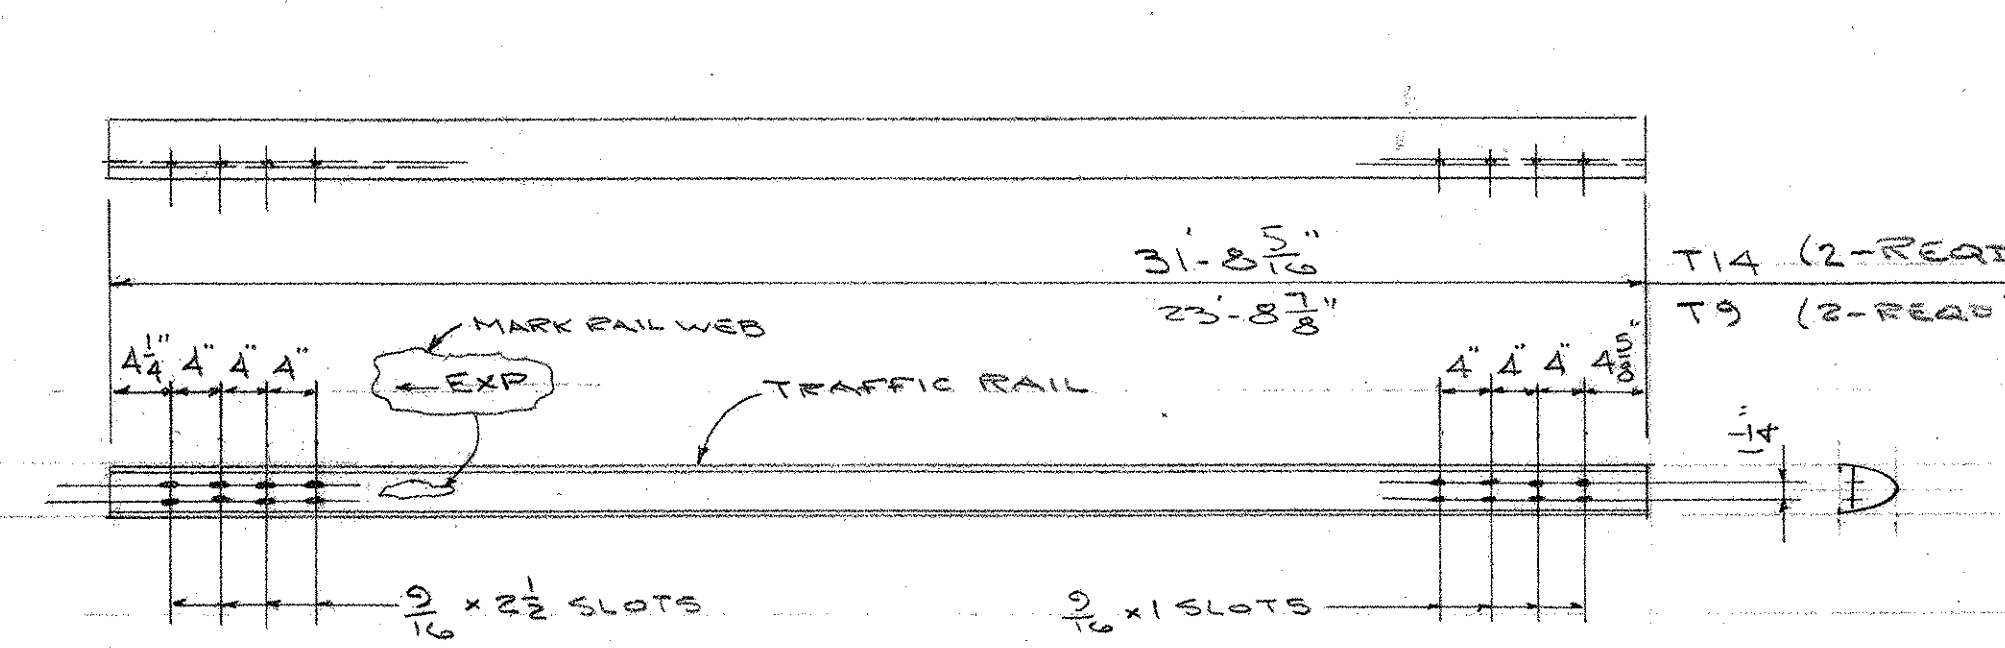 31'-8 5/16" T14 (2-REQD
23'-8 7/8" T9 (2-REQD
MARK RAIL WEB
4 1/4" 4" 4" 4"
← EXP
TRAFFIC RAIL
4" 4" 4" 4 5/8"
9/16 x 2 1/2 SLOTS
9/16 x 1 SLOTS